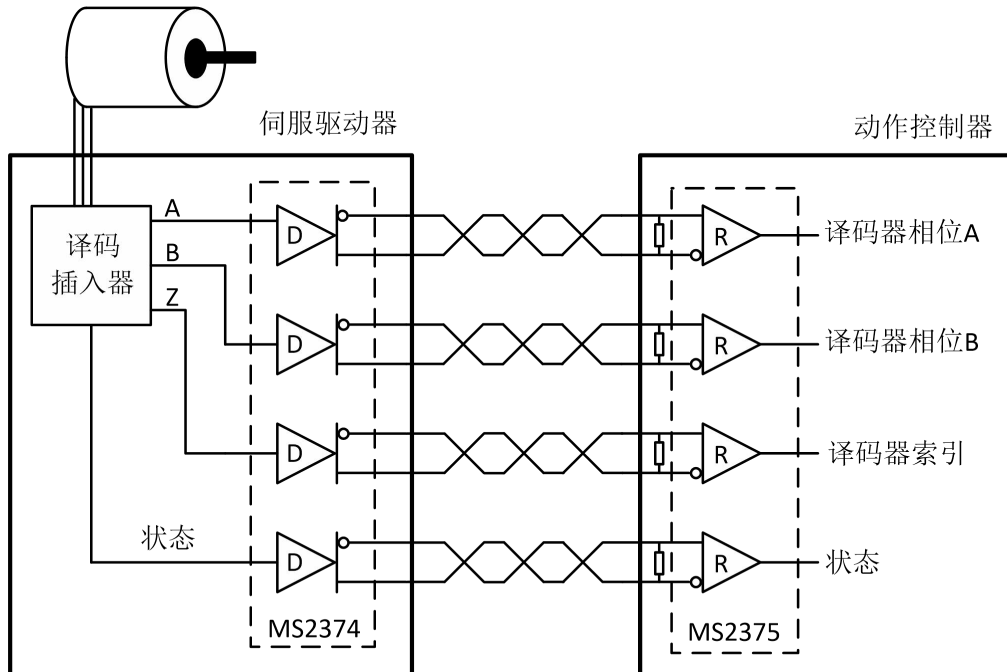 伺服驱动器
动作控制器
译码
插入器
A
B
Z
状态
D
D
D
D
MS2374
R
R
R
R
MS2375
译码器相位A
译码器相位B
译码器索引
状态